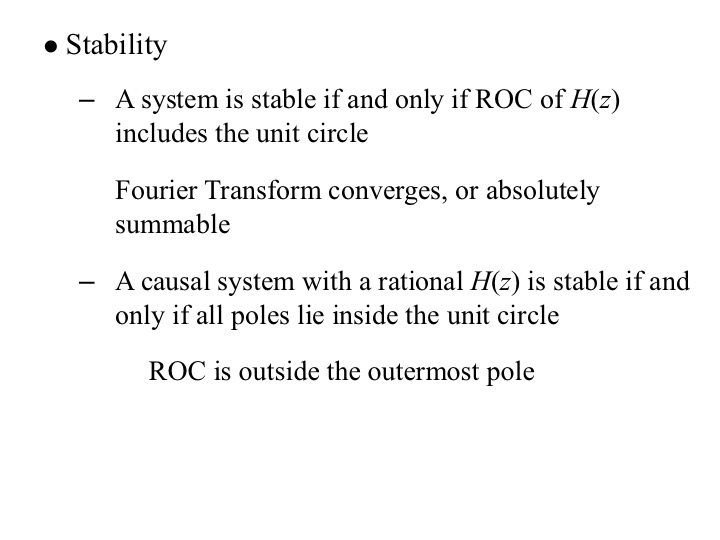 ● Stability
– A system is stable if and only if ROC of H(z)
includes the unit circle
Fourier Transform converges, or absolutely
summable
– A causal system with a rational H(z) is stable if and
only if all poles lie inside the unit circle
ROC is outside the outermost pole